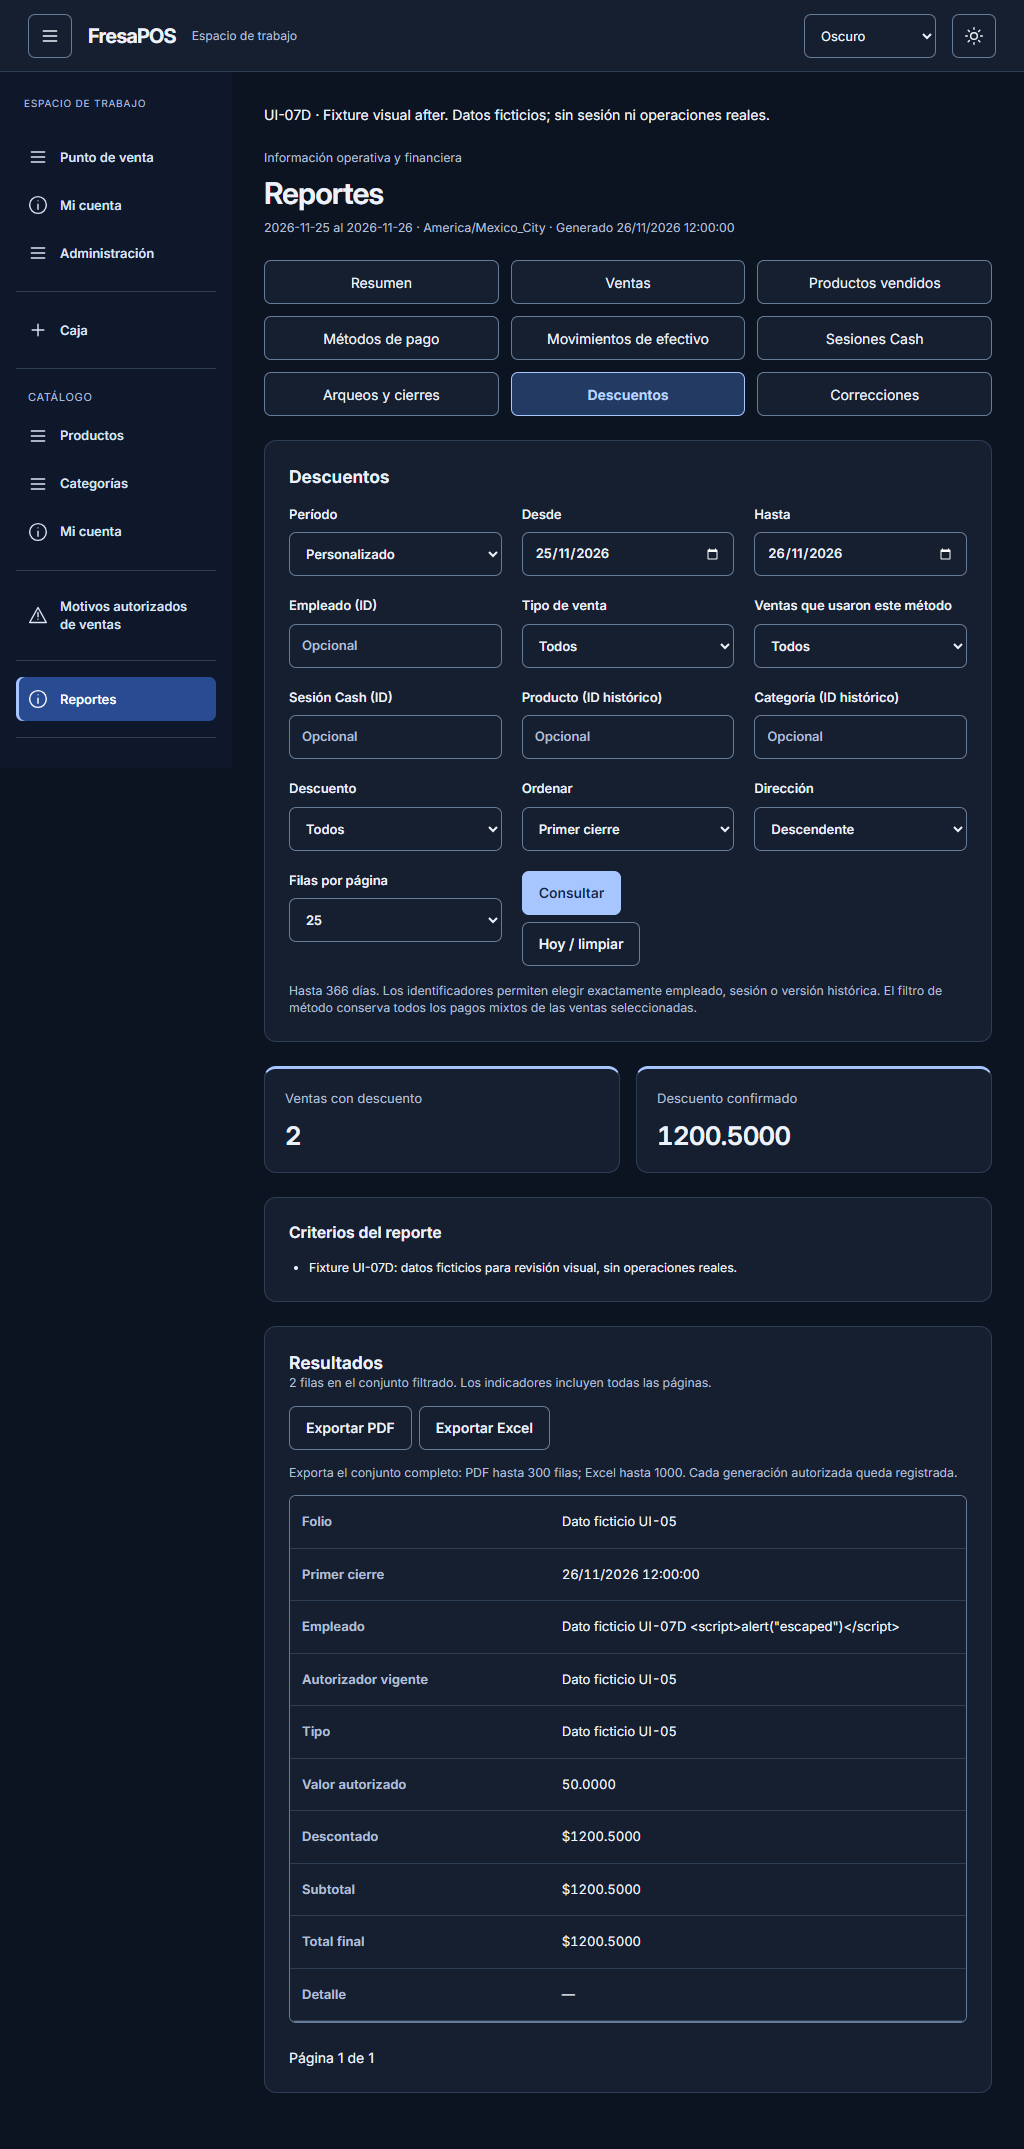 FresaPOS
Espacio de trabajo
Oscuro
ESPACIO DE TRABAJO
Punto de venta
Mi cuenta
Administración
Caja
CATÁLOGO
Productos
Categorías
Mi cuenta
Motivos autorizados
de ventas
Reportes
UI-07D · Fixture visual after. Datos ficticios; sin sesión ni operaciones reales.
Información operativa y financiera
Reportes
2026-11-25 al 2026-11-26 · America/Mexico_City · Generado 26/11/2026 12:00:00
Resumen
Ventas
Productos vendidos
Métodos de pago
Movimientos de efectivo
Sesiones Cash
Arqueos y cierres
Descuentos
Correcciones
Descuentos
Período
Desde
Hasta
Personalizado
25/11/2026
26/11/2026
Empleado (ID)
Tipo de venta
Ventas que usaron este método
Opcional
Todos
Todos
Sesión Cash (ID)
Producto (ID histórico)
Categoría (ID histórico)
Opcional
Opcional
Opcional
Descuento
Ordenar
Dirección
Todos
Primer cierre
Descendente
Filas por página
25
Consultar
Hoy / limpiar
Hasta 366 días. Los identificadores permiten elegir exactamente empleado, sesión o versión histórica. El filtro de
método conserva todos los pagos mixtos de las ventas seleccionadas.
Ventas con descuento
2
Descuento confirmado
1200.5000
Criterios del reporte
• Fixture UI-07D: datos ficticios para revisión visual, sin operaciones reales.
Resultados
2 filas en el conjunto filtrado. Los indicadores incluyen todas las páginas.
Exportar PDF
Exportar Excel
Exporta el conjunto completo: PDF hasta 300 filas; Excel hasta 1000. Cada generación autorizada queda registrada.
Folio Dato ficticio UI-05
Primer cierre 26/11/2026 12:00:00
Empleado Dato ficticio UI-07D <script>alert("escaped")</script>
Autorizador vigente Dato ficticio UI-05
Tipo Dato ficticio UI-05
Valor autorizado 50.0000
Descontado $1200.5000
Subtotal $1200.5000
Total final $1200.5000
Detalle —
Página 1 de 1